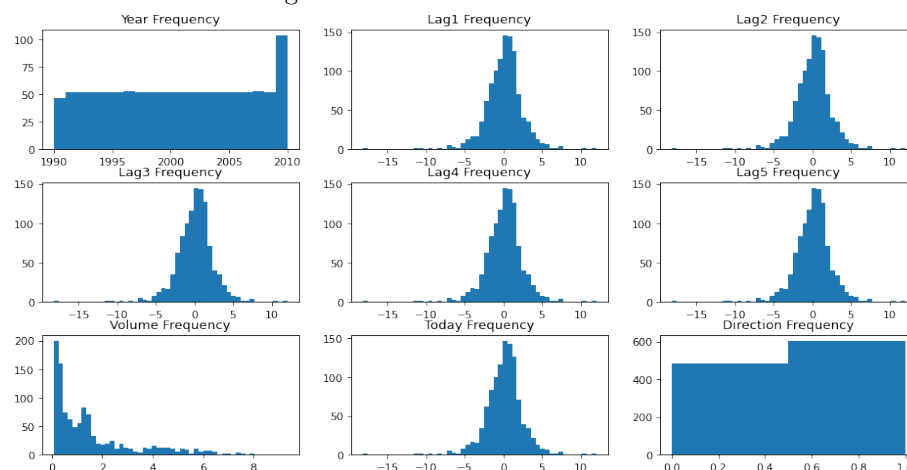 Year Frequency
100
75
50
25
0
1990 1995 2000 2005 2010
Lag1 Frequency
150
100
50
0
−15 −10 −5 0 5 10
Lag2 Frequency
150
100
50
0
−15 −10 −5 0 5 10
Lag3 Frequency
150
100
50
0
−15 −10 −5 0 5 10
Lag4 Frequency
150
100
50
0
−15 −10 −5 0 5 10
Lag5 Frequency
150
100
50
0
−15 −10 −5 0 5 10
Volume Frequency
200
150
100
50
0
0 2 4 6 8
Today Frequency
150
100
50
0
−15 −10 −5 0 5 10
Direction Frequency
600
400
200
0
0.0 0.2 0.4 0.6 0.8